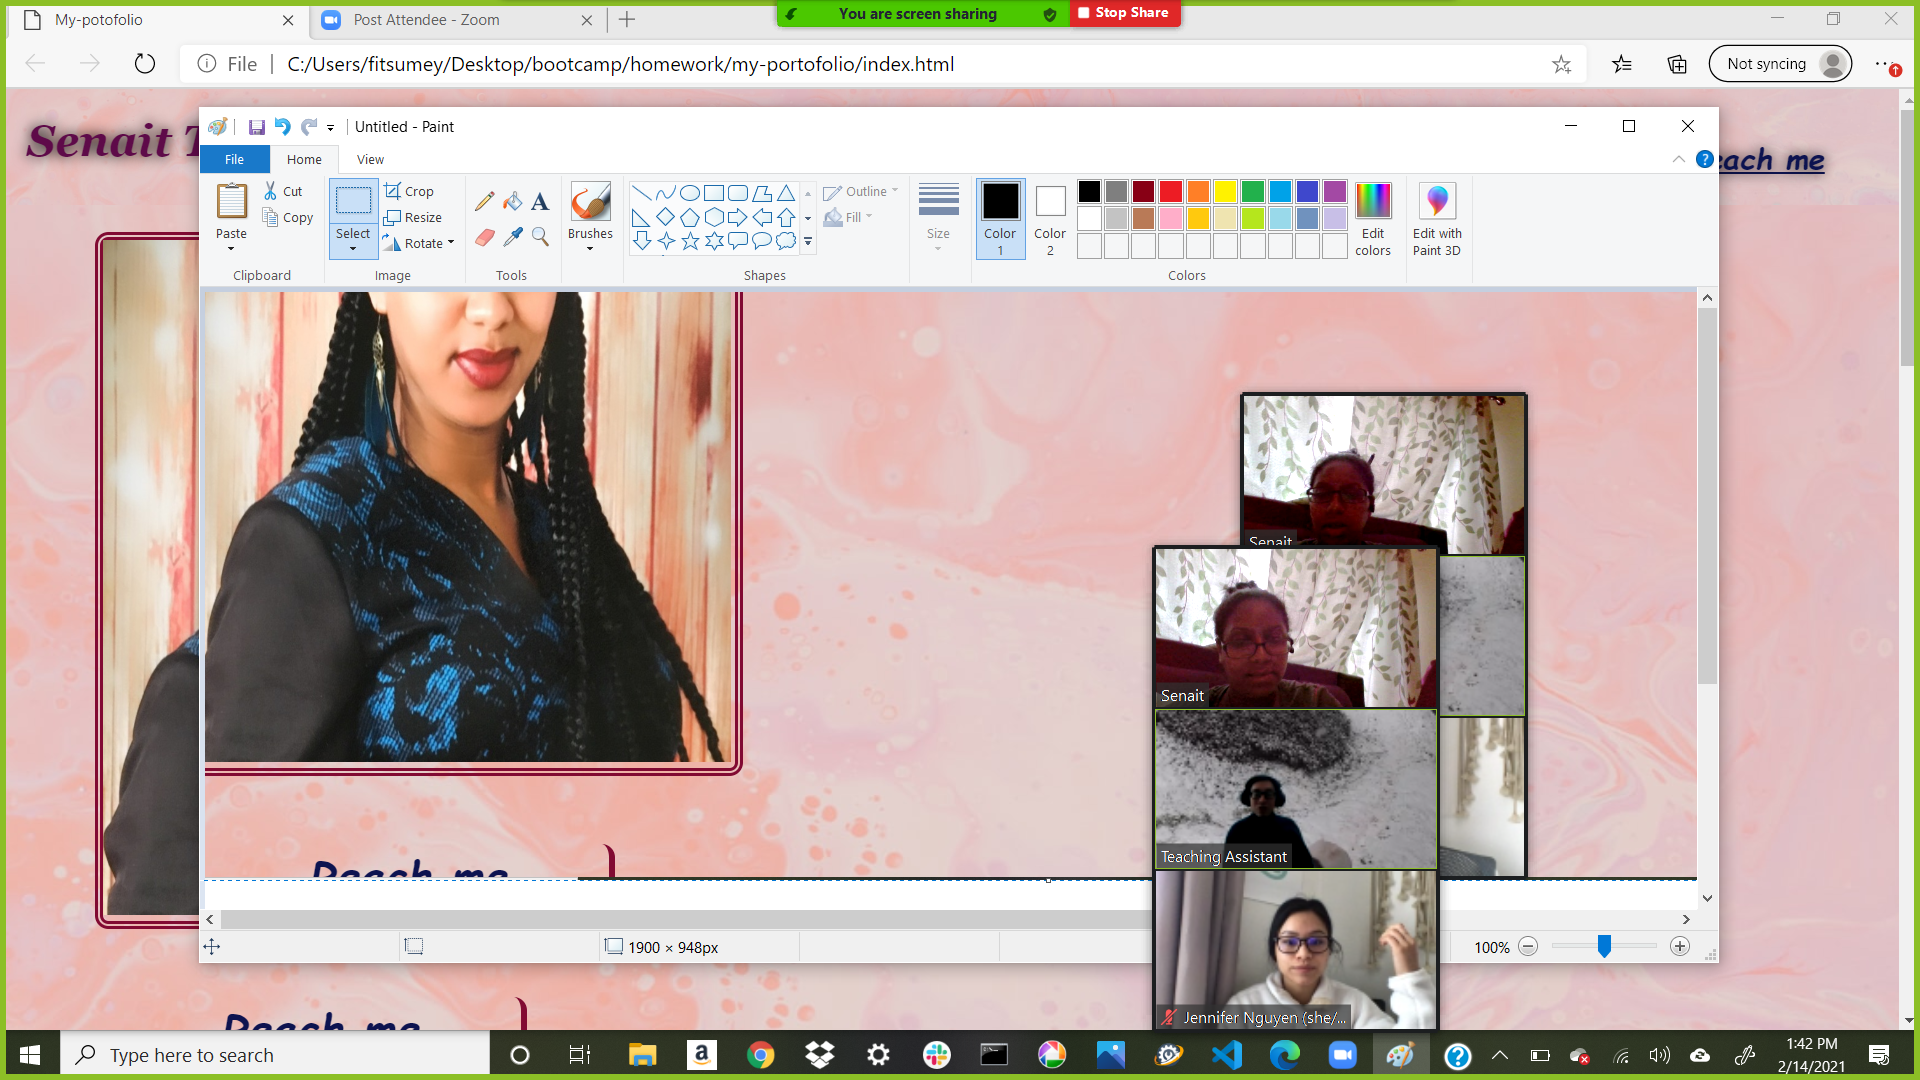 My-potofolio
Post Attendee - Zoom
You are screen sharing
Stop Share
File
C:/Users/fitsumey/Desktop/bootcamp/homework/my-portofolio/index.html
Not syncing
Senait
each me
Untitled - Paint
File
Home
View
Paste
Cut
Copy
Clipboard
Select
Crop
Resize
Rotate
Image
Tools
Brushes
Shapes
Outline
Fill
Size
Color
1
Color
2
Colors
Edit
colors
Edit with
Paint 3D
Senait
Senait
Teaching Assistant
Jennifer Nguyen (she/...
Reach me
1900 × 948px
100%
Reach me
Type here to search
1:42 PM
2/14/2021